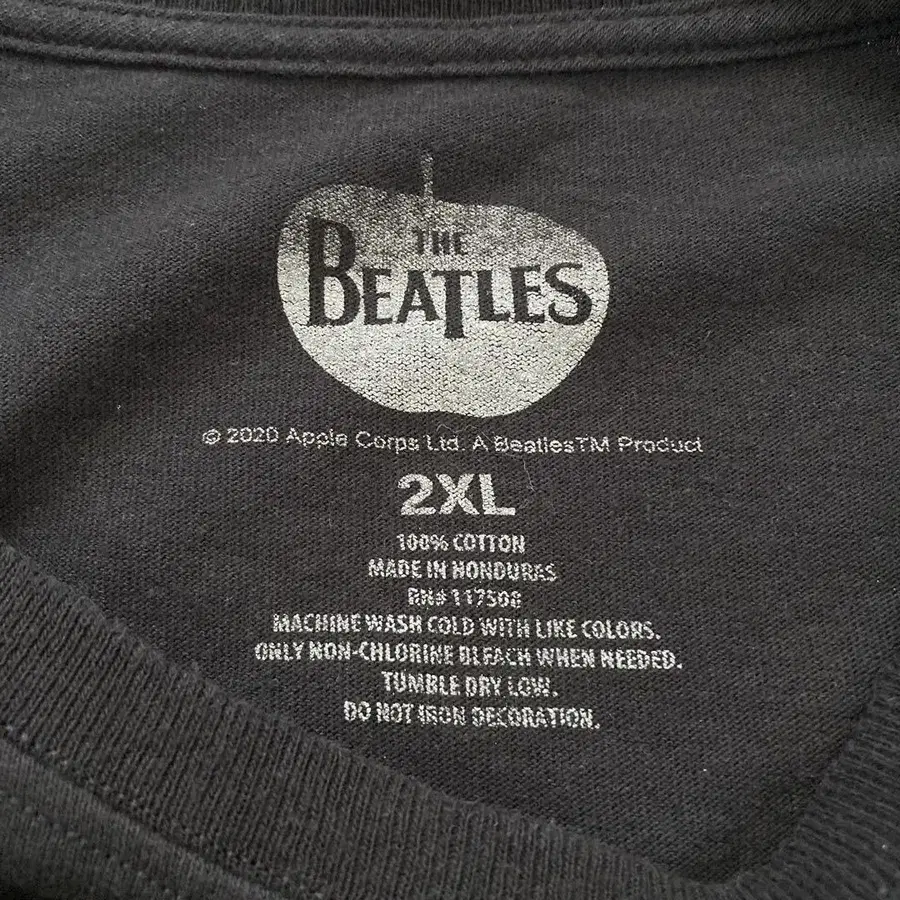 THE
BEATLES
© 2020 Apple Corps Ltd. A BeatlesTM Product
2XL
100% COTTON
MADE IN HONDURAS
RN# 117508
MACHINE WASH COLD WITH LIKE COLORS.
ONLY NON-CHLORINE BLEACH WHEN NEEDED.
TUMBLE DRY LOW.
DO NOT IRON DECORATION.